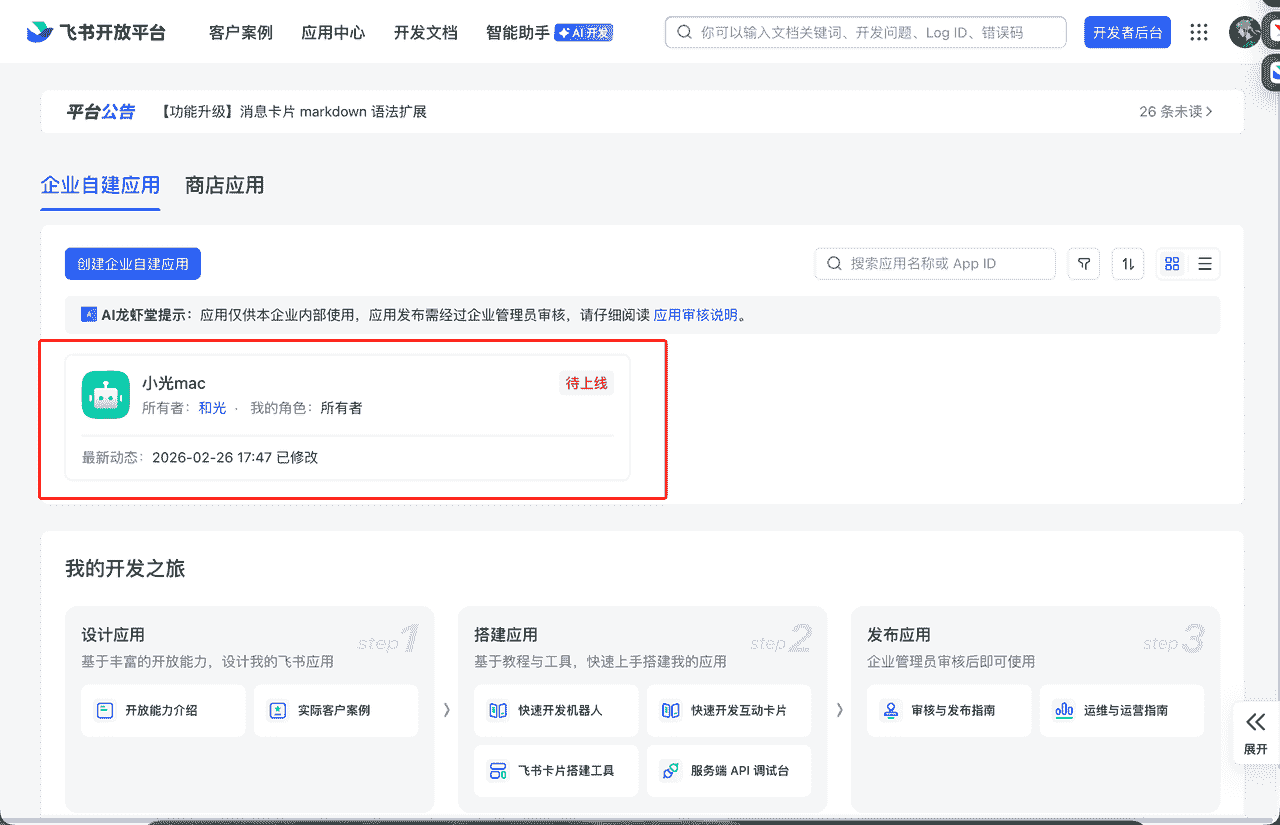 飞书开放平台 客户案例 应用中心 开发文档 智能助手 AI开发 你可以输入文档关键词、开发问题、Log ID、错误码 开发者后台
平台公告 【功能升级】消息卡片 markdown 语法扩展 26 条未读
企业自建应用 商店应用
创建企业自建应用 搜索应用名称或 App ID
AI龙虾堂提示：应用仅供本企业内部使用，应用发布需经过企业管理员审核，请仔细阅读 应用审核说明。
小光mac 待上线
所有者：和光 · 我的角色：所有者
最新动态：2026-02-26 17:47 已修改
我的开发之旅
设计应用 step1
基于丰富的开放能力，设计我的飞书应用
开放能力介绍 实际客户案例
搭建应用 step2
基于教程与工具，快速上手搭建我的应用
快速开发机器人 快速开发互动卡片
飞书卡片搭建工具 服务端 API 调试台
发布应用 step3
企业管理员审核后即可使用
审核与发布指南 运维与运营指南
展开